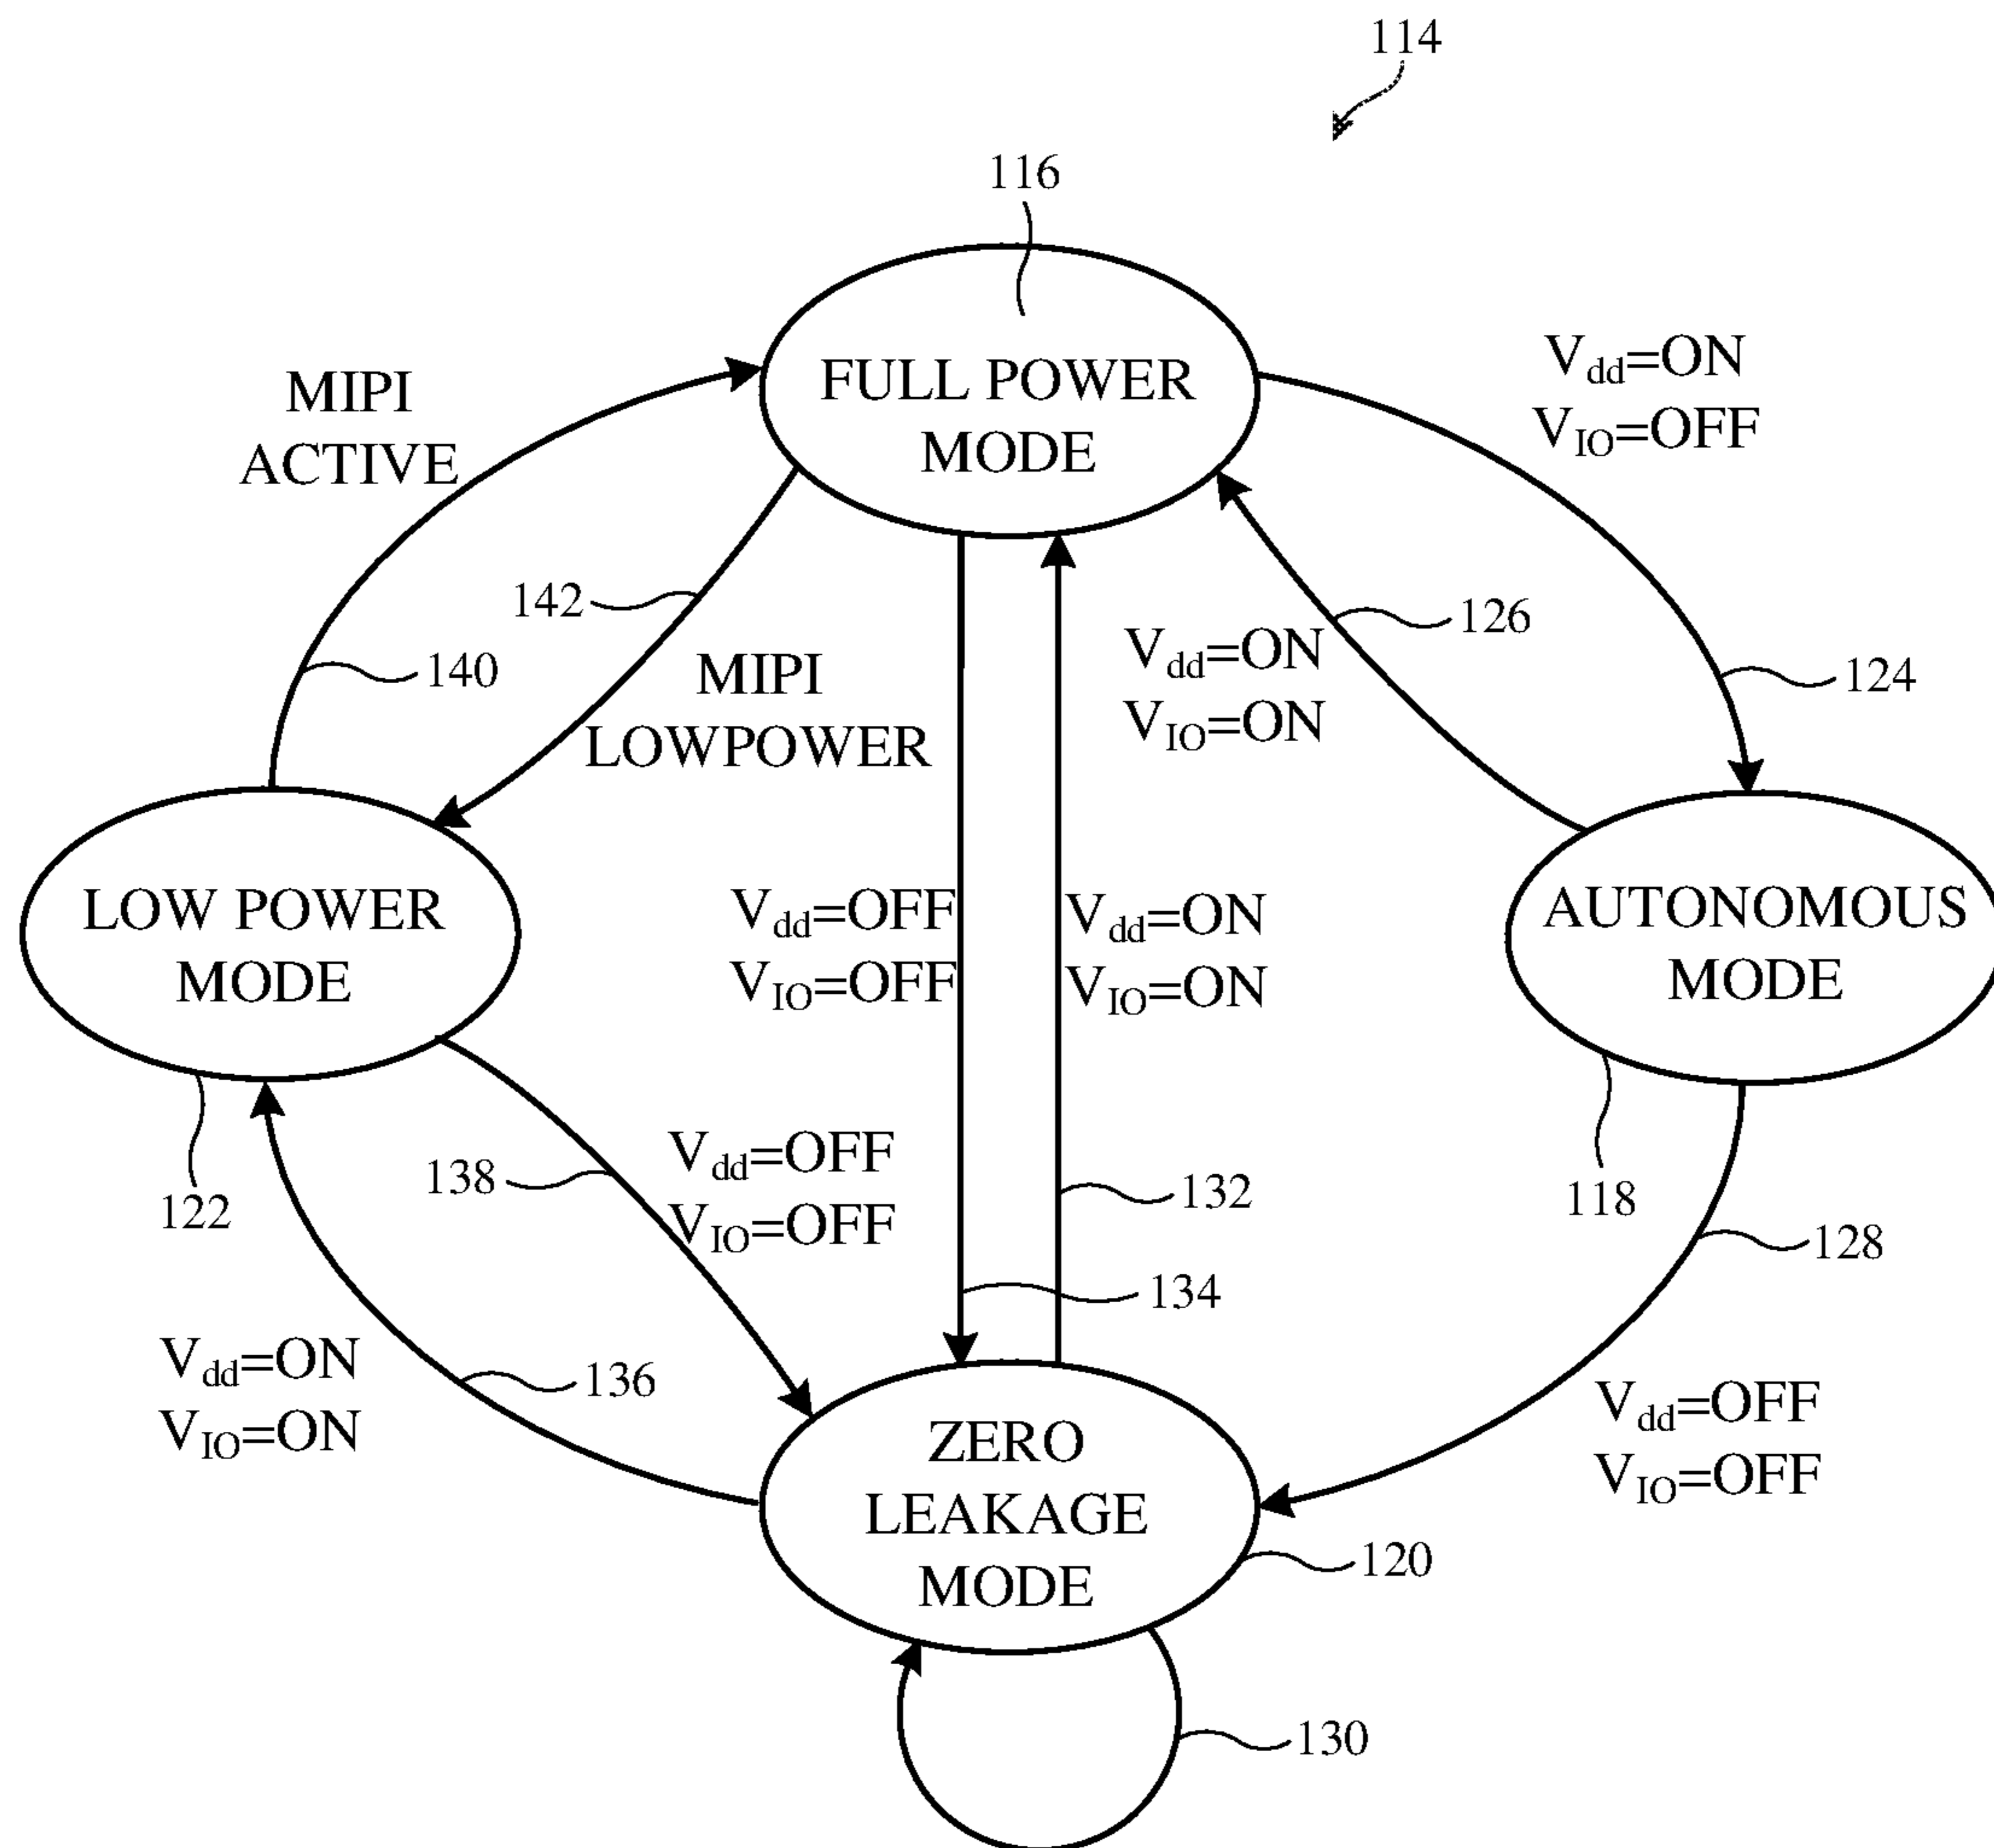 114
116
FULL POWER
MODE
MIPI
ACTIVE
Vdd=ON
VIO=OFF
142
140
MIPI
LOWPOWER
Vdd=ON
VIO=ON
126
124
LOW POWER
MODE
Vdd=OFF
VIO=OFF
Vdd=ON
VIO=ON
AUTONOMOUS
MODE
122
138
Vdd=OFF
VIO=OFF
132
118
128
134
Vdd=ON
VIO=ON
136
ZERO
LEAKAGE
MODE
Vdd=OFF
VIO=OFF
120
130